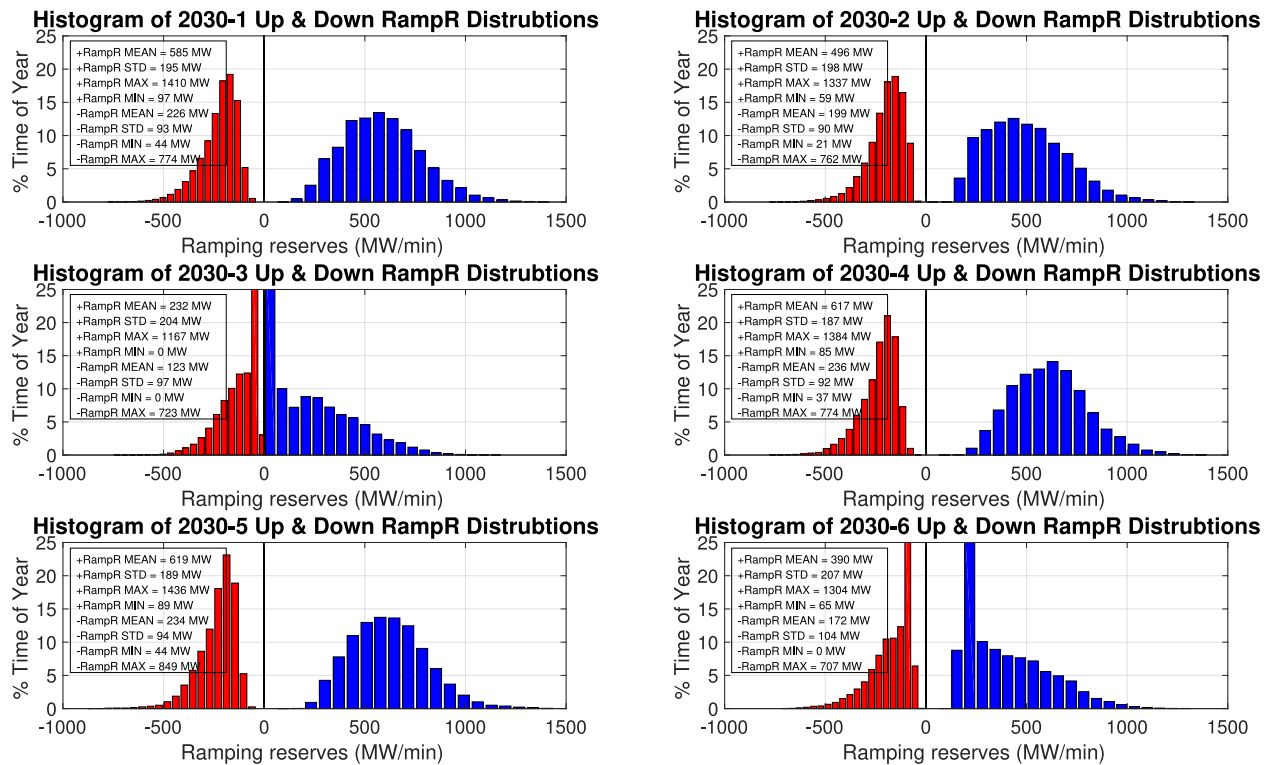 Histogram of 2030-1 Up & Down RampR Distrubtions
25
20
15
10
5
0
% Time of Year
+RampR MEAN = 585 MW
+RampR STD = 195 MW
+RampR MAX = 1410 MW
+RampR MIN = 97 MW
-RampR MEAN = 226 MW
-RampR STD = 93 MW
-RampR MIN = 44 MW
-RampR MAX = 774 MW
-1000 -500 0 500 1000 1500
Ramping reserves (MW/min)
Histogram of 2030-2 Up & Down RampR Distrubtions
25
20
15
10
5
0
% Time of Year
+RampR MEAN = 496 MW
+RampR STD = 198 MW
+RampR MAX = 1337 MW
+RampR MIN = 59 MW
-RampR MEAN = 199 MW
-RampR STD = 90 MW
-RampR MIN = 21 MW
-RampR MAX = 762 MW
-1000 -500 0 500 1000 1500
Ramping reserves (MW/min)
Histogram of 2030-3 Up & Down RampR Distrubtions
25
20
15
10
5
0
% Time of Year
+RampR MEAN = 232 MW
+RampR STD = 204 MW
+RampR MAX = 1167 MW
+RampR MIN = 0 MW
-RampR MEAN = 123 MW
-RampR STD = 97 MW
-RampR MIN = 0 MW
-RampR MAX = 723 MW
-1000 -500 0 500 1000 1500
Ramping reserves (MW/min)
Histogram of 2030-4 Up & Down RampR Distrubtions
25
20
15
10
5
0
% Time of Year
+RampR MEAN = 617 MW
+RampR STD = 187 MW
+RampR MAX = 1384 MW
+RampR MIN = 85 MW
-RampR MEAN = 236 MW
-RampR STD = 92 MW
-RampR MIN = 37 MW
-RampR MAX = 774 MW
-1000 -500 0 500 1000 1500
Ramping reserves (MW/min)
Histogram of 2030-5 Up & Down RampR Distrubtions
25
20
15
10
5
0
% Time of Year
+RampR MEAN = 619 MW
+RampR STD = 189 MW
+RampR MAX = 1436 MW
+RampR MIN = 89 MW
-RampR MEAN = 234 MW
-RampR STD = 94 MW
-RampR MIN = 44 MW
-RampR MAX = 849 MW
-1000 -500 0 500 1000 1500
Ramping reserves (MW/min)
Histogram of 2030-6 Up & Down RampR Distrubtions
25
20
15
10
5
0
% Time of Year
+RampR MEAN = 390 MW
+RampR STD = 207 MW
+RampR MAX = 1304 MW
+RampR MIN = 65 MW
-RampR MEAN = 172 MW
-RampR STD = 104 MW
-RampR MIN = 0 MW
-RampR MAX = 707 MW
-1000 -500 0 500 1000 1500
Ramping reserves (MW/min)